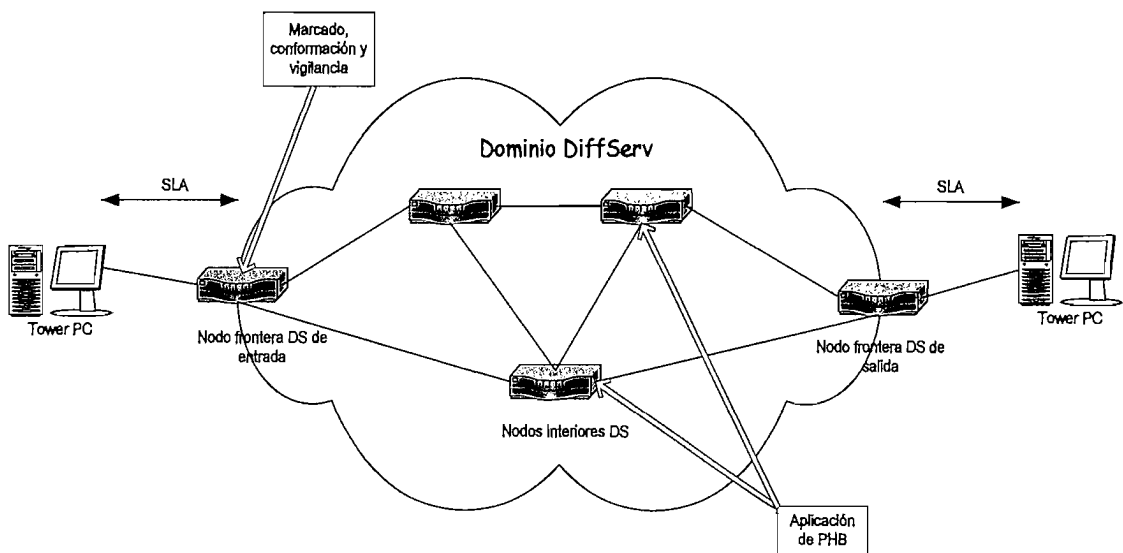 Marcado,
conformación y
vigilancia
Dominio DiffServ
SLA
SLA
Tower PC
Tower PC
Nodo frontera DS de
entrada
Nodo frontera DS de
salida
Nodos interiores DS
Aplicación
de PHB